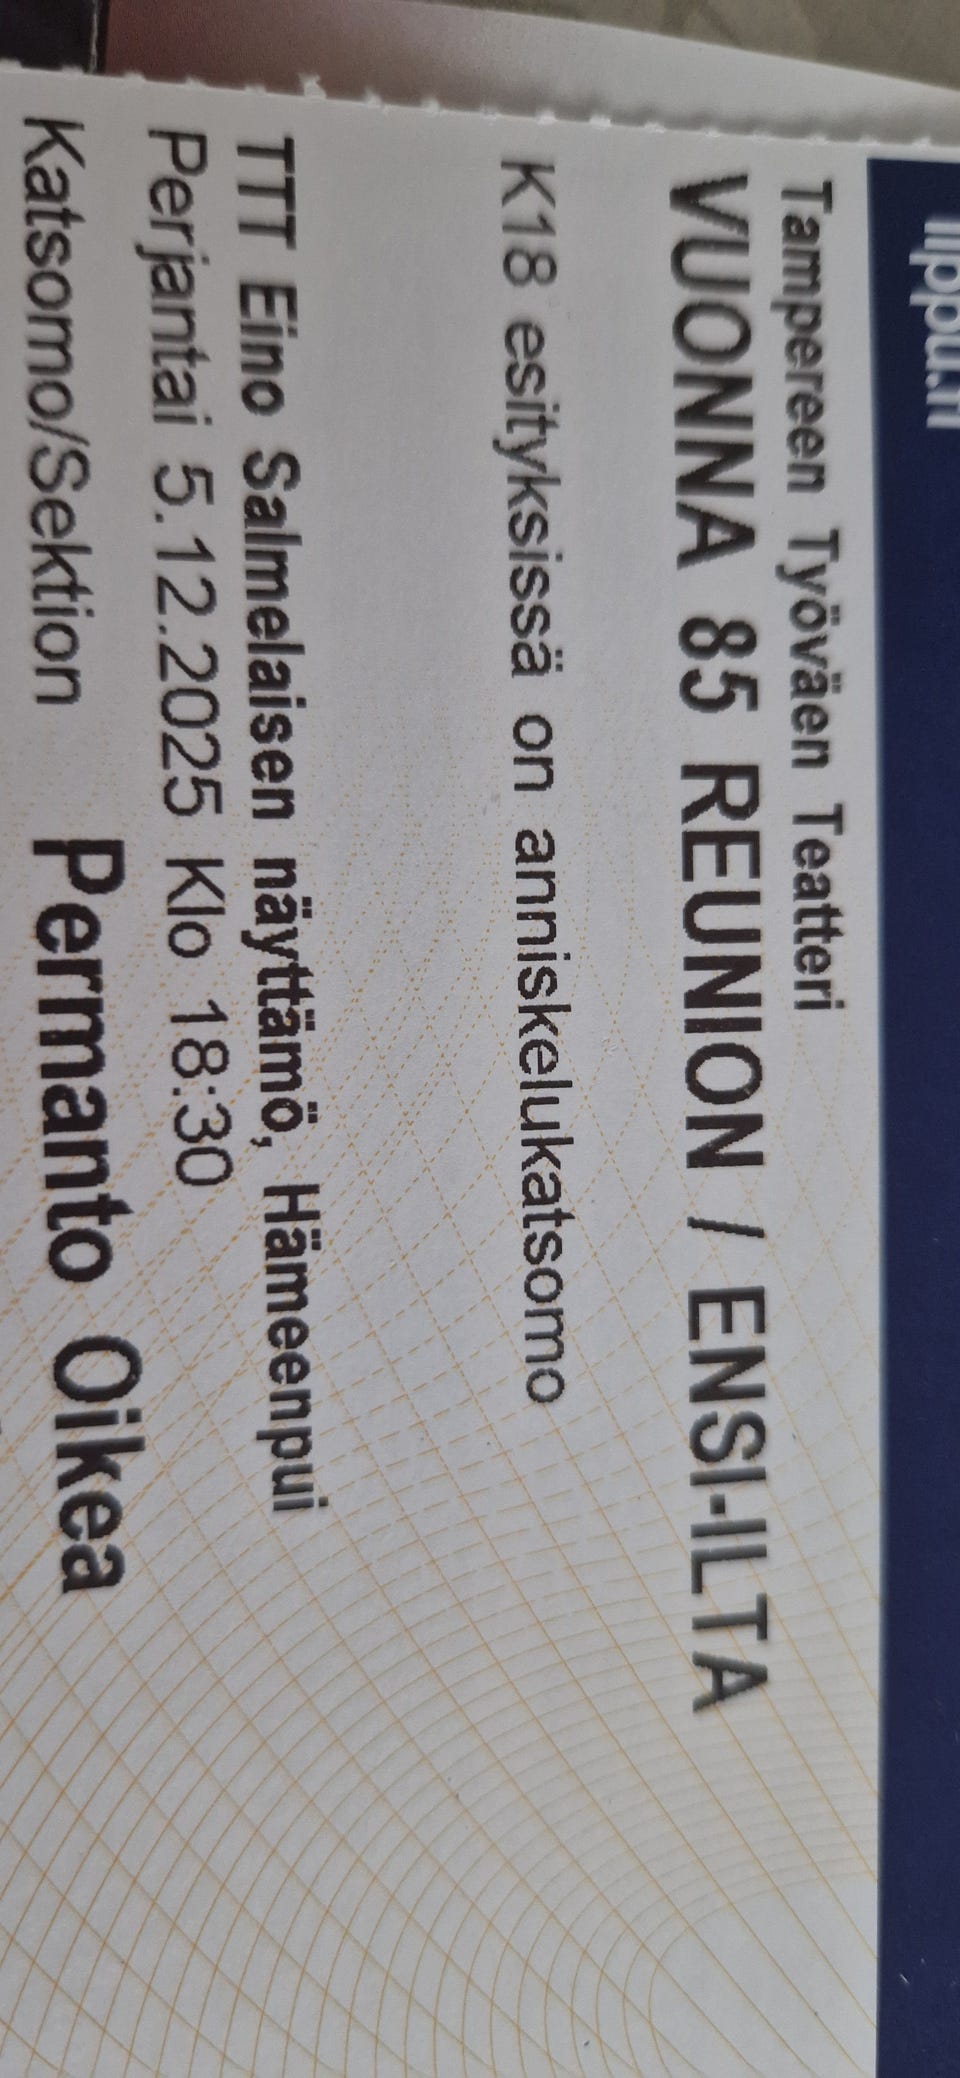 lippu.fi
Tampereen Työväen Teatteri
VUONNA 85 REUNION / ENSI-ILTA
K18 esityksissä on anniskelukatsomo
TTT Eino Salmelaisen näyttämö, Hämeenpui
Perjantai 5.12.2025 Klo 18:30
Katsomo/Sektion Permanto Oikea